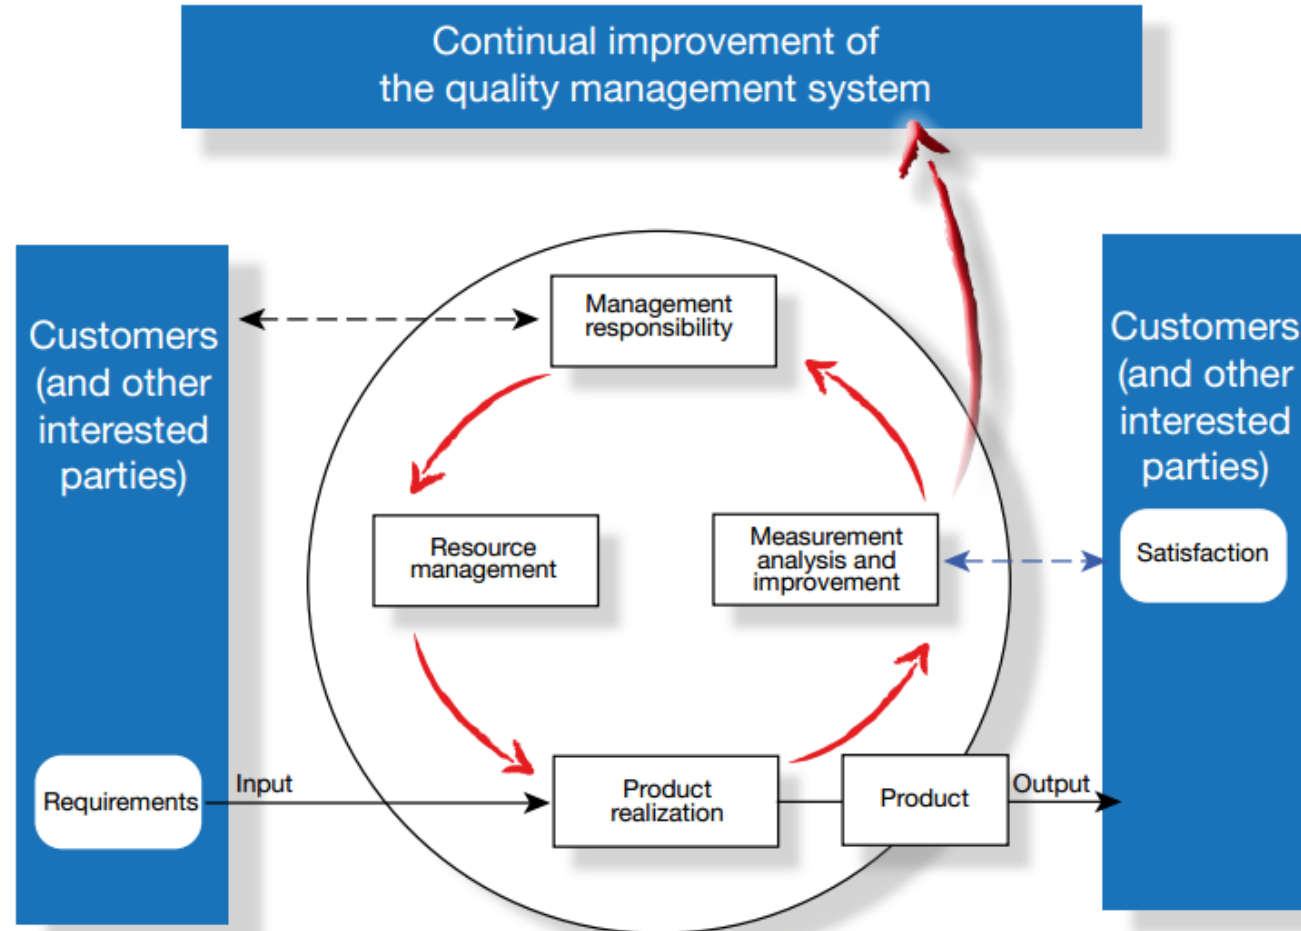 Continual improvement of
the quality management system
Customers
(and other
interested
parties)
Management
responsibility
Customers
(and other
interested
parties)
Resource
management
Measurement
analysis and
improvement
Satisfaction
Requirements
Input
Product
realization
Product
Output